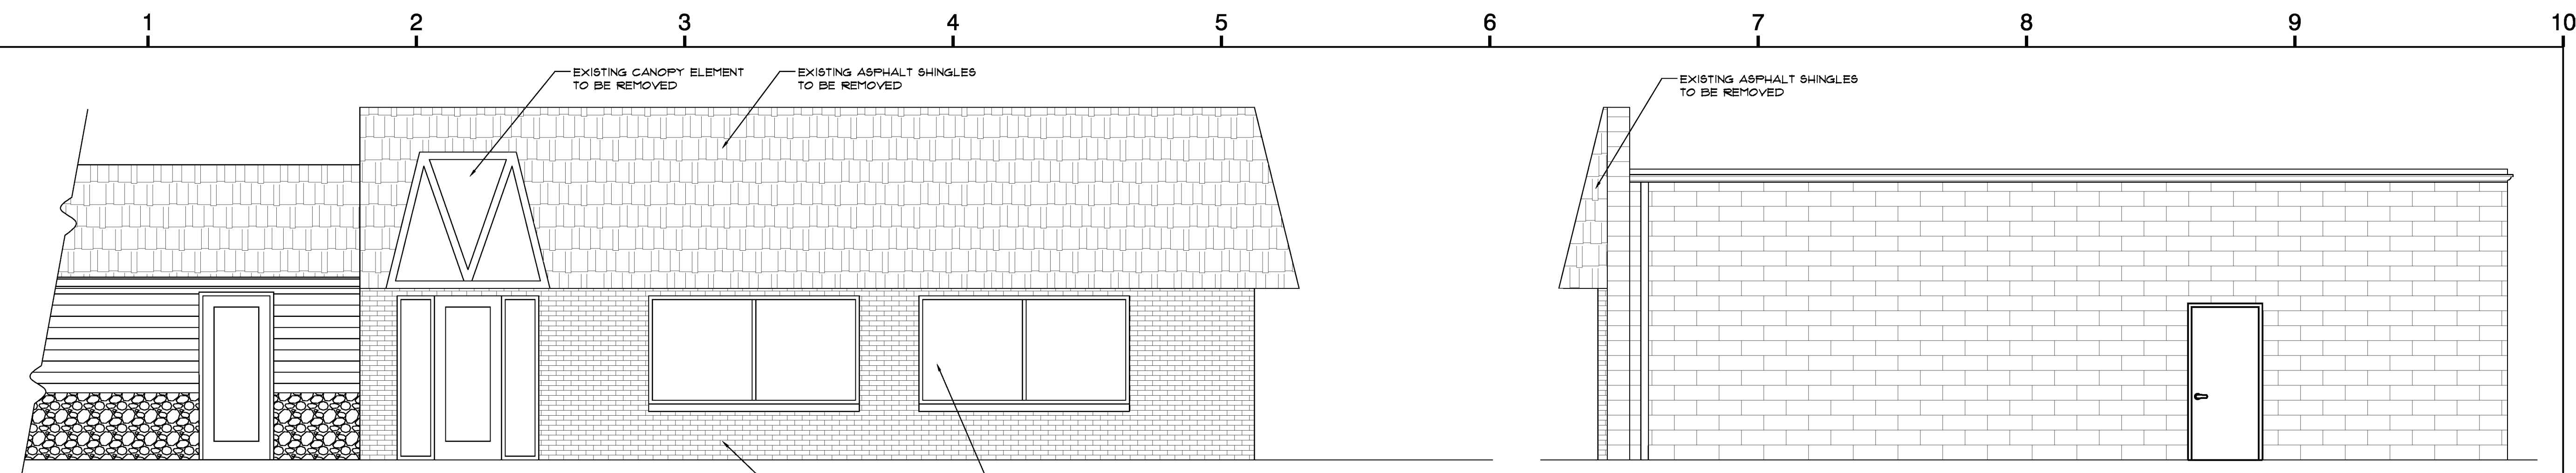 1 2 3 4 5 6 7 8 9 10
EXISTING CANOPY ELEMENT
TO BE REMOVED
EXISTING ASPHALT SHINGLES
TO BE REMOVED
EXISTING ASPHALT SHINGLES
TO BE REMOVED